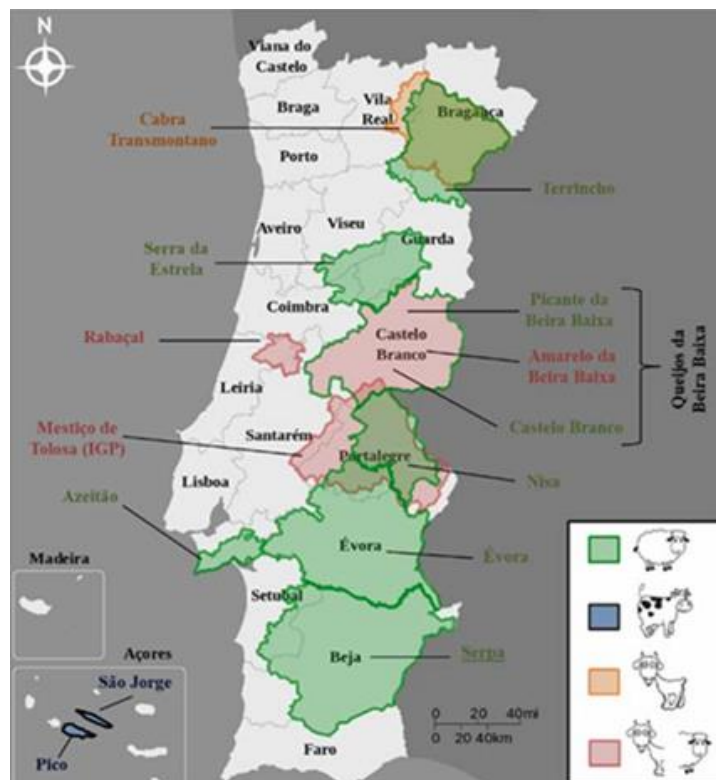 N
Viana do
Castelo
Braga
Vila
Real
Bragança
Cabra
Transmontano
Porto
Terrincho
Aveiro
Viseu
Guarda
Serra da
Estrela
Coimbra
Picante da
Beira Baixa
Rabaçal
Castelo
Branco
Amarelo da
Beira Baixa
Queijos da
Beira Baixa
Leiria
Castelo Branco
Mestiço de
Tolosa (IGP)
Santarém
Portalegre
Nisa
Lisboa
Azeitão
Évora
Évora
Madeira
Setubal
Açores
Beja
Serpa
São Jorge
Pico
0 20 40mi
0 20 40km
Faro